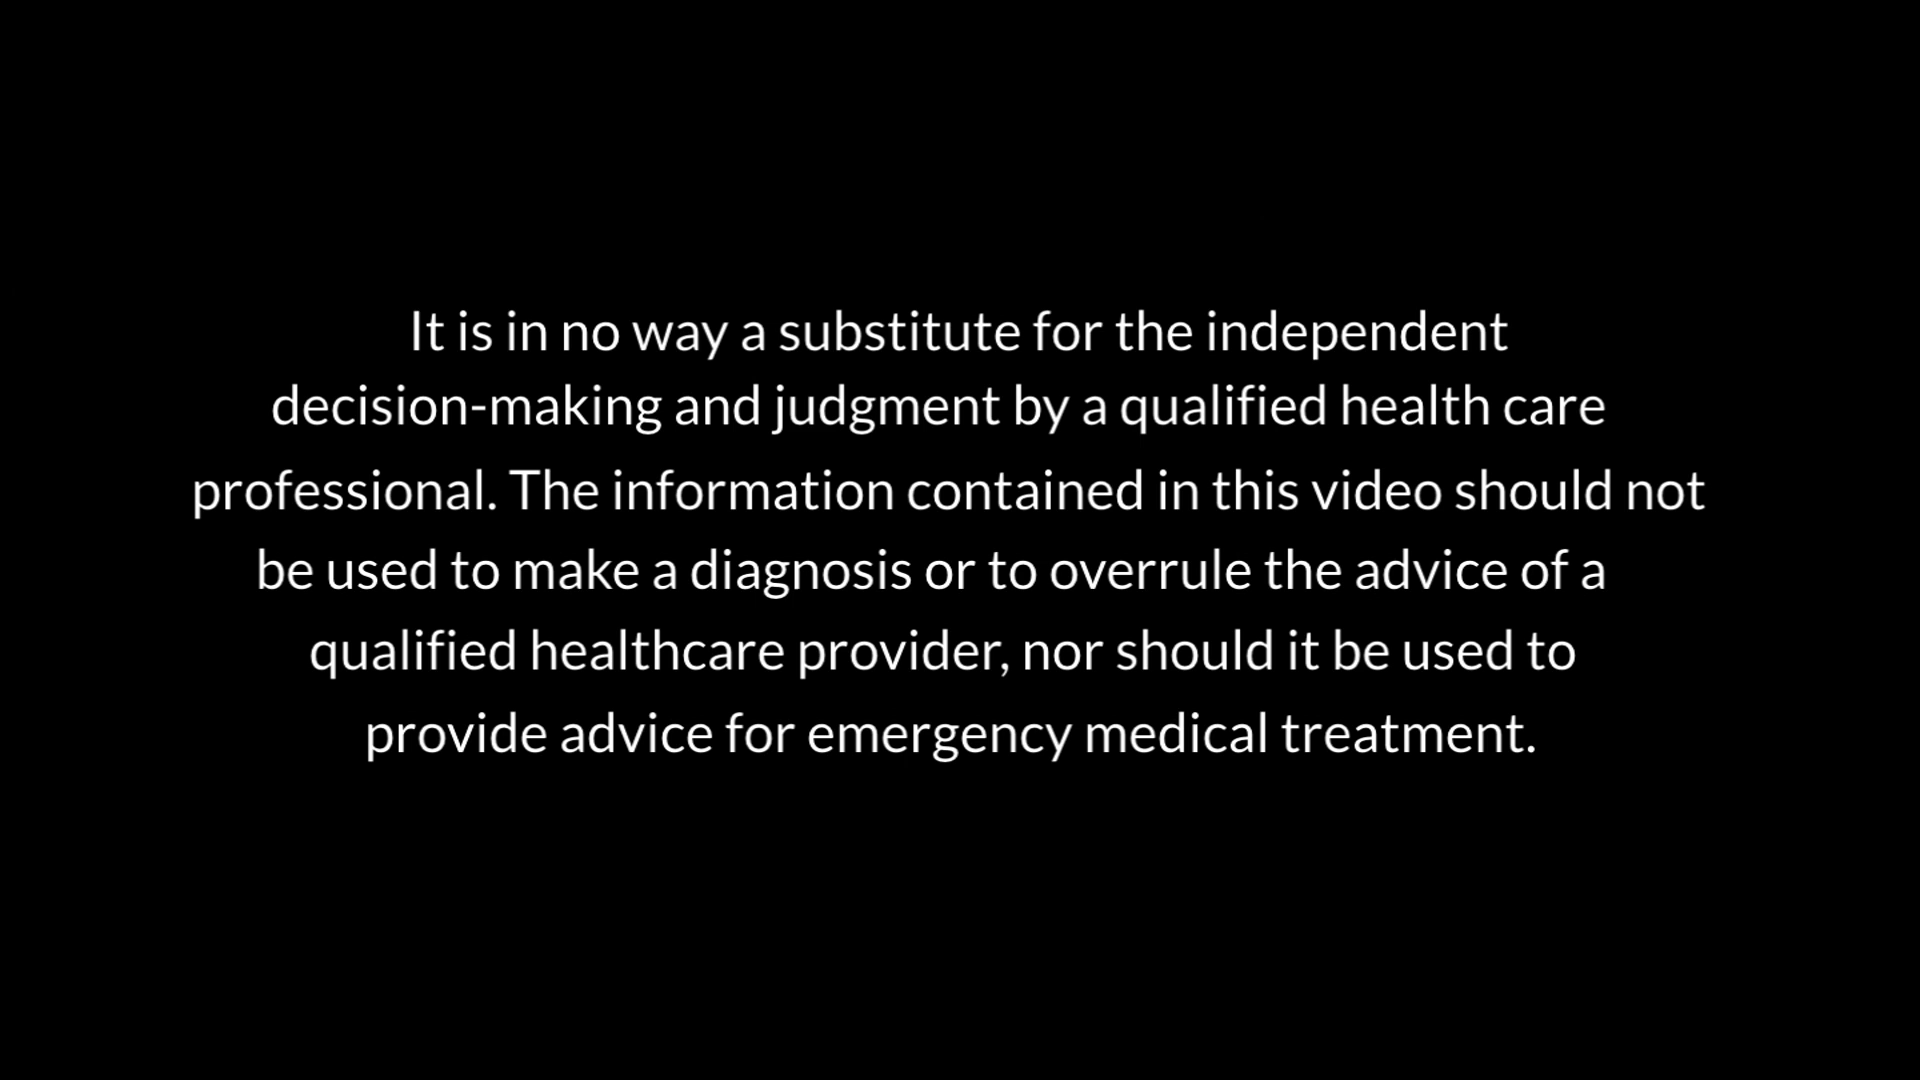 It is in no way a substitute for the independent
decision-making and judgment by a qualified health care
professional. The information contained in this video should not
be used to make a diagnosis or to overrule the advice of a
qualified healthcare provider, nor should it be used to
provide advice for emergency medical treatment.